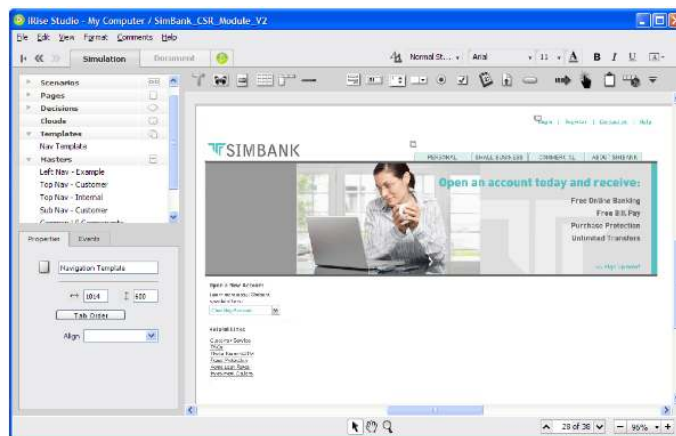 iRise Studio - My Computer / SimBank_CSR_Module_V2
File Edit View Format Comments Help
Simulation Document Normal St... Arial 11 A B I U
Scenarios
Pages
Decisions
Clouds
Templates
Nav Template
Masters
Left Nav - Example
Top Nav - Customer
Top Nav - Internal
Sub Nav - Customer
Properties Events
Navigation Template
600
Tab Order
Align
Register | Contact Us | Help
SIMBANK
PERSONAL SMALL BUSINESS COMMERCIAL ABOUT SIMBANK
Open an account today and receive:
Free Online Banking
Free Bill Pay
Purchase Protection
Unlimited Transfers
Open a New Account
Helpful Links
Customer Service
FAQs
28 of 38 96%